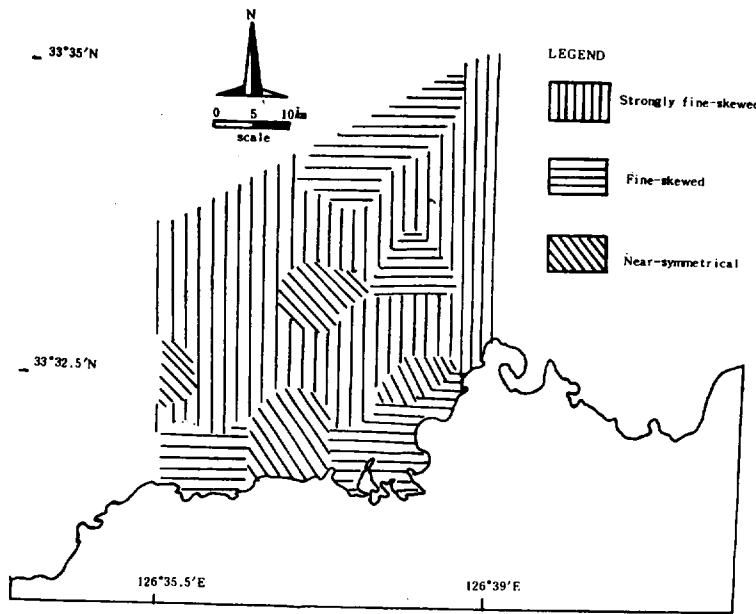 N
33°35'N
0 5 10km
scale
LEGEND
Strongly fine-skewed
Fine-skewed
Near-symmetrical
33°32.5'N
126°35.5'E
126°39'E